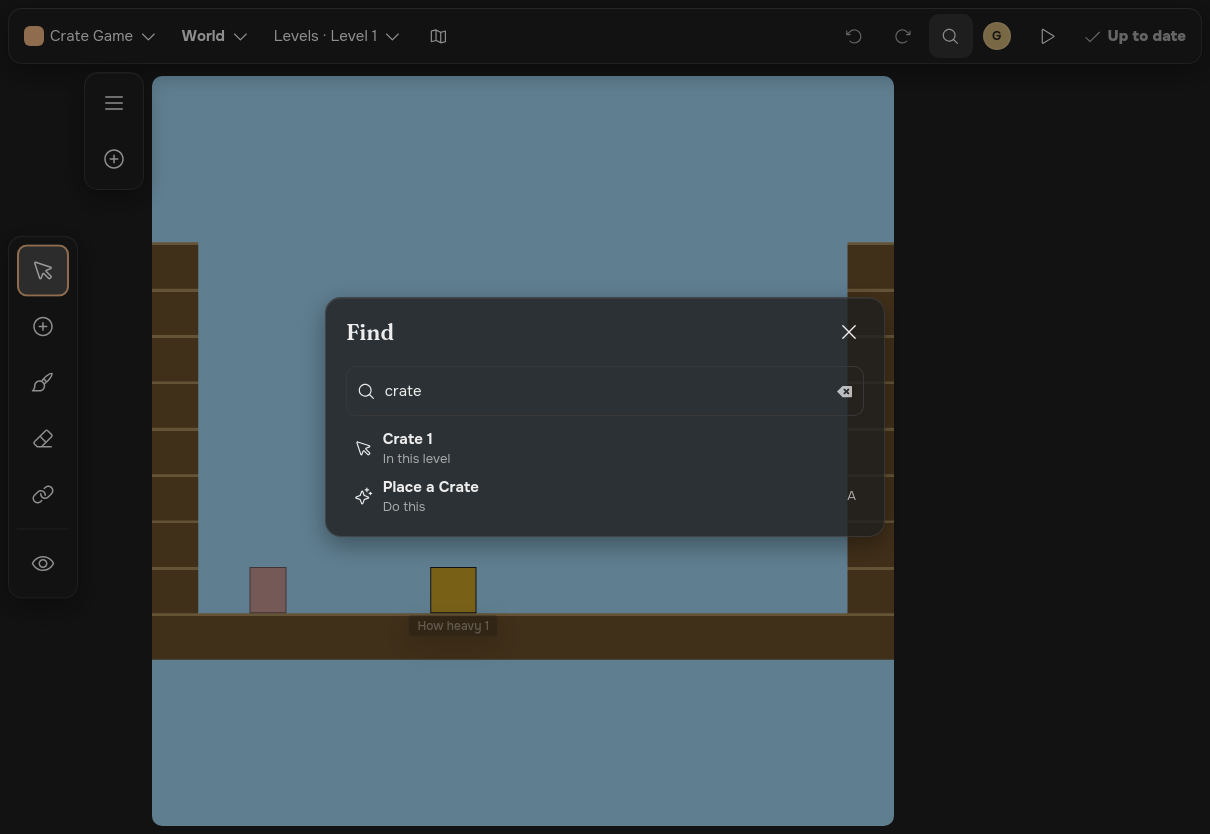 Crate Game
World
Levels · Level 1
G
Up to date
Find
crate
Crate 1
In this level
Place a Crate
Do this
A
How heavy 1